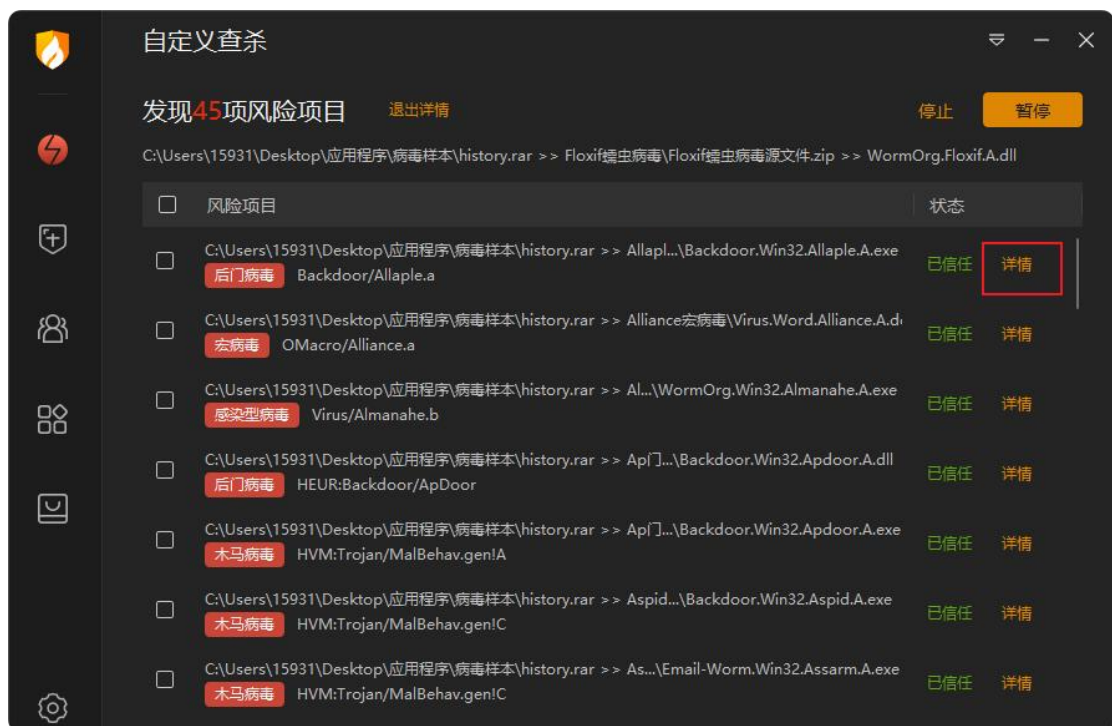 自定义查杀
发现45项风险项目 退出详情 停止 暂停
C:\Users\15931\Desktop\应用程序\病毒样本\history.rar >> Floxif蠕虫病毒\Floxif蠕虫病毒源文件.zip >> WormOrg.Floxif.A.dll
风险项目 状态
C:\Users\15931\Desktop\应用程序\病毒样本\history.rar >> Allapl...\Backdoor.Win32.Allaple.A.exe
后门病毒 Backdoor/Allaple.a
已信任 详情
C:\Users\15931\Desktop\应用程序\病毒样本\history.rar >> Alliance宏病毒\Virus.Word.Alliance.A.d
宏病毒 OMacro/Alliance.a
已信任 详情
C:\Users\15931\Desktop\应用程序\病毒样本\history.rar >> Al...\WormOrg.Win32.Almanahe.A.exe
感染型病毒 Virus/Almanahe.b
已信任 详情
C:\Users\15931\Desktop\应用程序\病毒样本\history.rar >> Ap门...\Backdoor.Win32.Apdoor.A.dll
后门病毒 HEUR:Backdoor/ApDoor
已信任 详情
C:\Users\15931\Desktop\应用程序\病毒样本\history.rar >> Ap门...\Backdoor.Win32.Apdoor.A.exe
木马病毒 HVM:Trojan/MalBehav.gen!A
已信任 详情
C:\Users\15931\Desktop\应用程序\病毒样本\history.rar >> Aspid...\Backdoor.Win32.Aspid.A.exe
木马病毒 HVM:Trojan/MalBehav.gen!C
已信任 详情
C:\Users\15931\Desktop\应用程序\病毒样本\history.rar >> As...\Email-Worm.Win32.Assarm.A.exe
木马病毒 HVM:Trojan/MalBehav.gen!C
已信任 详情